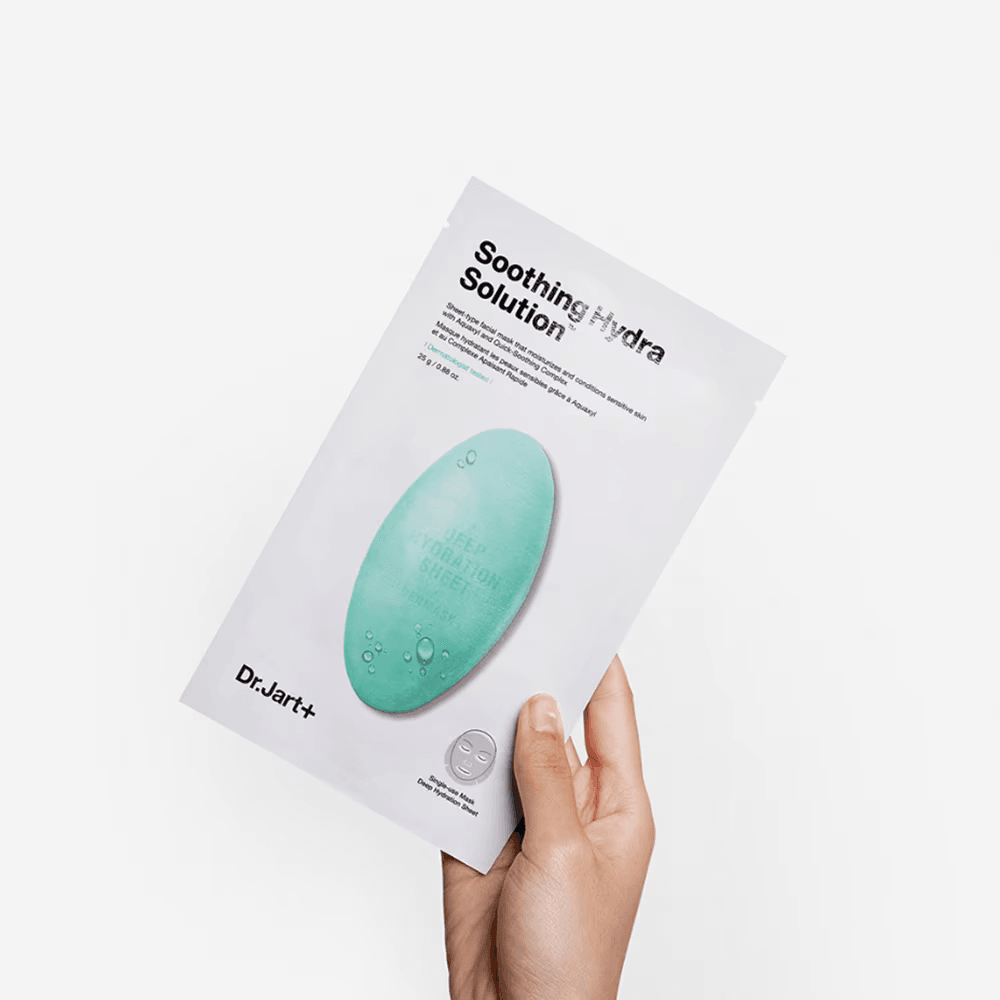 Soothing Hydra
Solution™
Sheet-type facial mask that moisturizes and conditions sensitive skin
with Aquaxyl and Quick-Soothing Complex
Masque hydratant les peaux sensibles grâce à Aquaxyl
et au Complexe Apaisant Rapide
/ Dermatologist tested /
25 g / 0.88 oz.
DEEP
HYDRATION
SHEET
DERMASK
Dr.Jart+
Single-use Mask
Deep Hydration Sheet